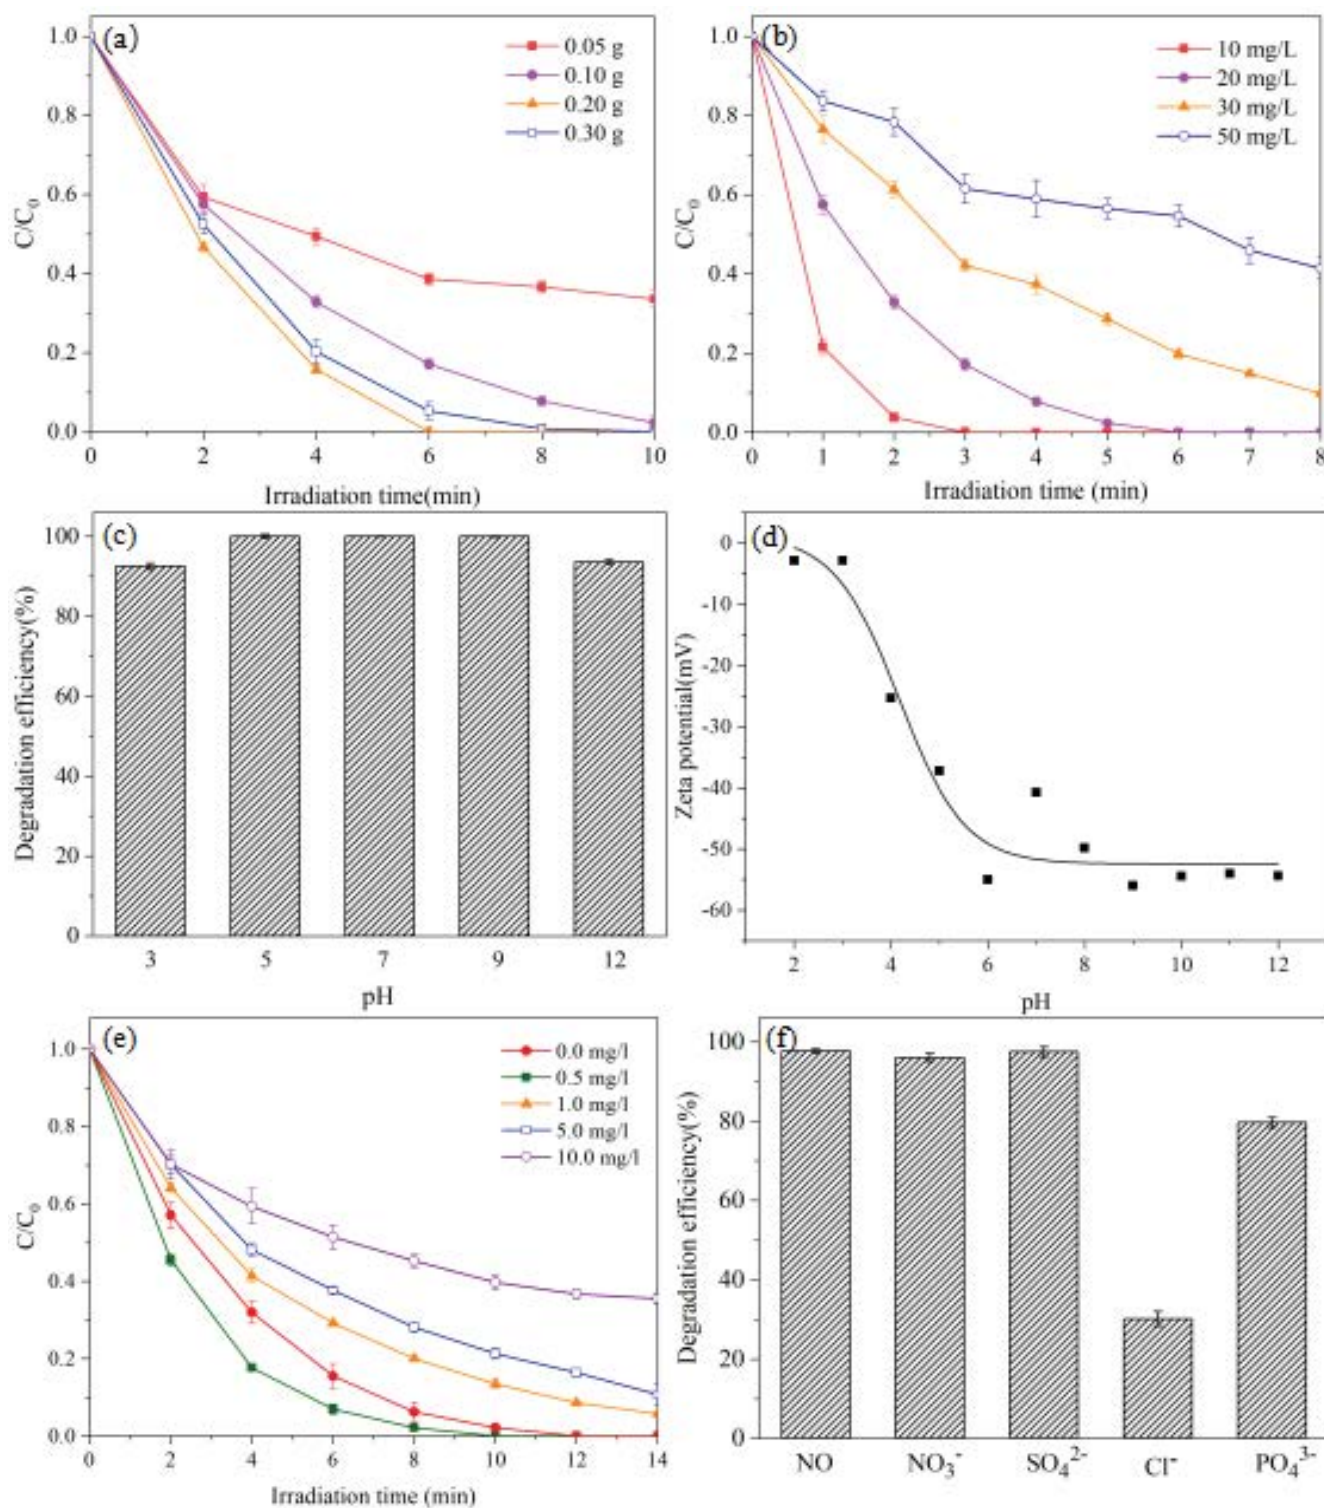 (a)
0.05 g
0.10 g
0.20 g
0.30 g
1.0
0.8
0.6
0.4
0.2
0.0
C/C₀
0 2 4 6 8 10
Irradiation time(min)
(b)
10 mg/L
20 mg/L
30 mg/L
50 mg/L
1.0
0.8
0.6
0.4
0.2
0.0
C/C₀
0 1 2 3 4 5 6 7 8
Irradiation time (min)
(c)
100
80
60
40
20
0
Degradation efficiency(%)
3 5 7 9 12
pH
(d)
0
-10
-20
-30
-40
-50
-60
Zeta potential(mV)
2 4 6 8 10 12
pH
(e)
0.0 mg/l
0.5 mg/l
1.0 mg/l
5.0 mg/l
10.0 mg/l
1.0
0.8
0.6
0.4
0.2
0.0
C/C₀
0 2 4 6 8 10 12 14
Irradiation time (min)
(f)
100
80
60
40
20
0
Degradation efficiency(%)
NO NO₃⁻ SO₄²⁻ Cl⁻ PO₄³⁻